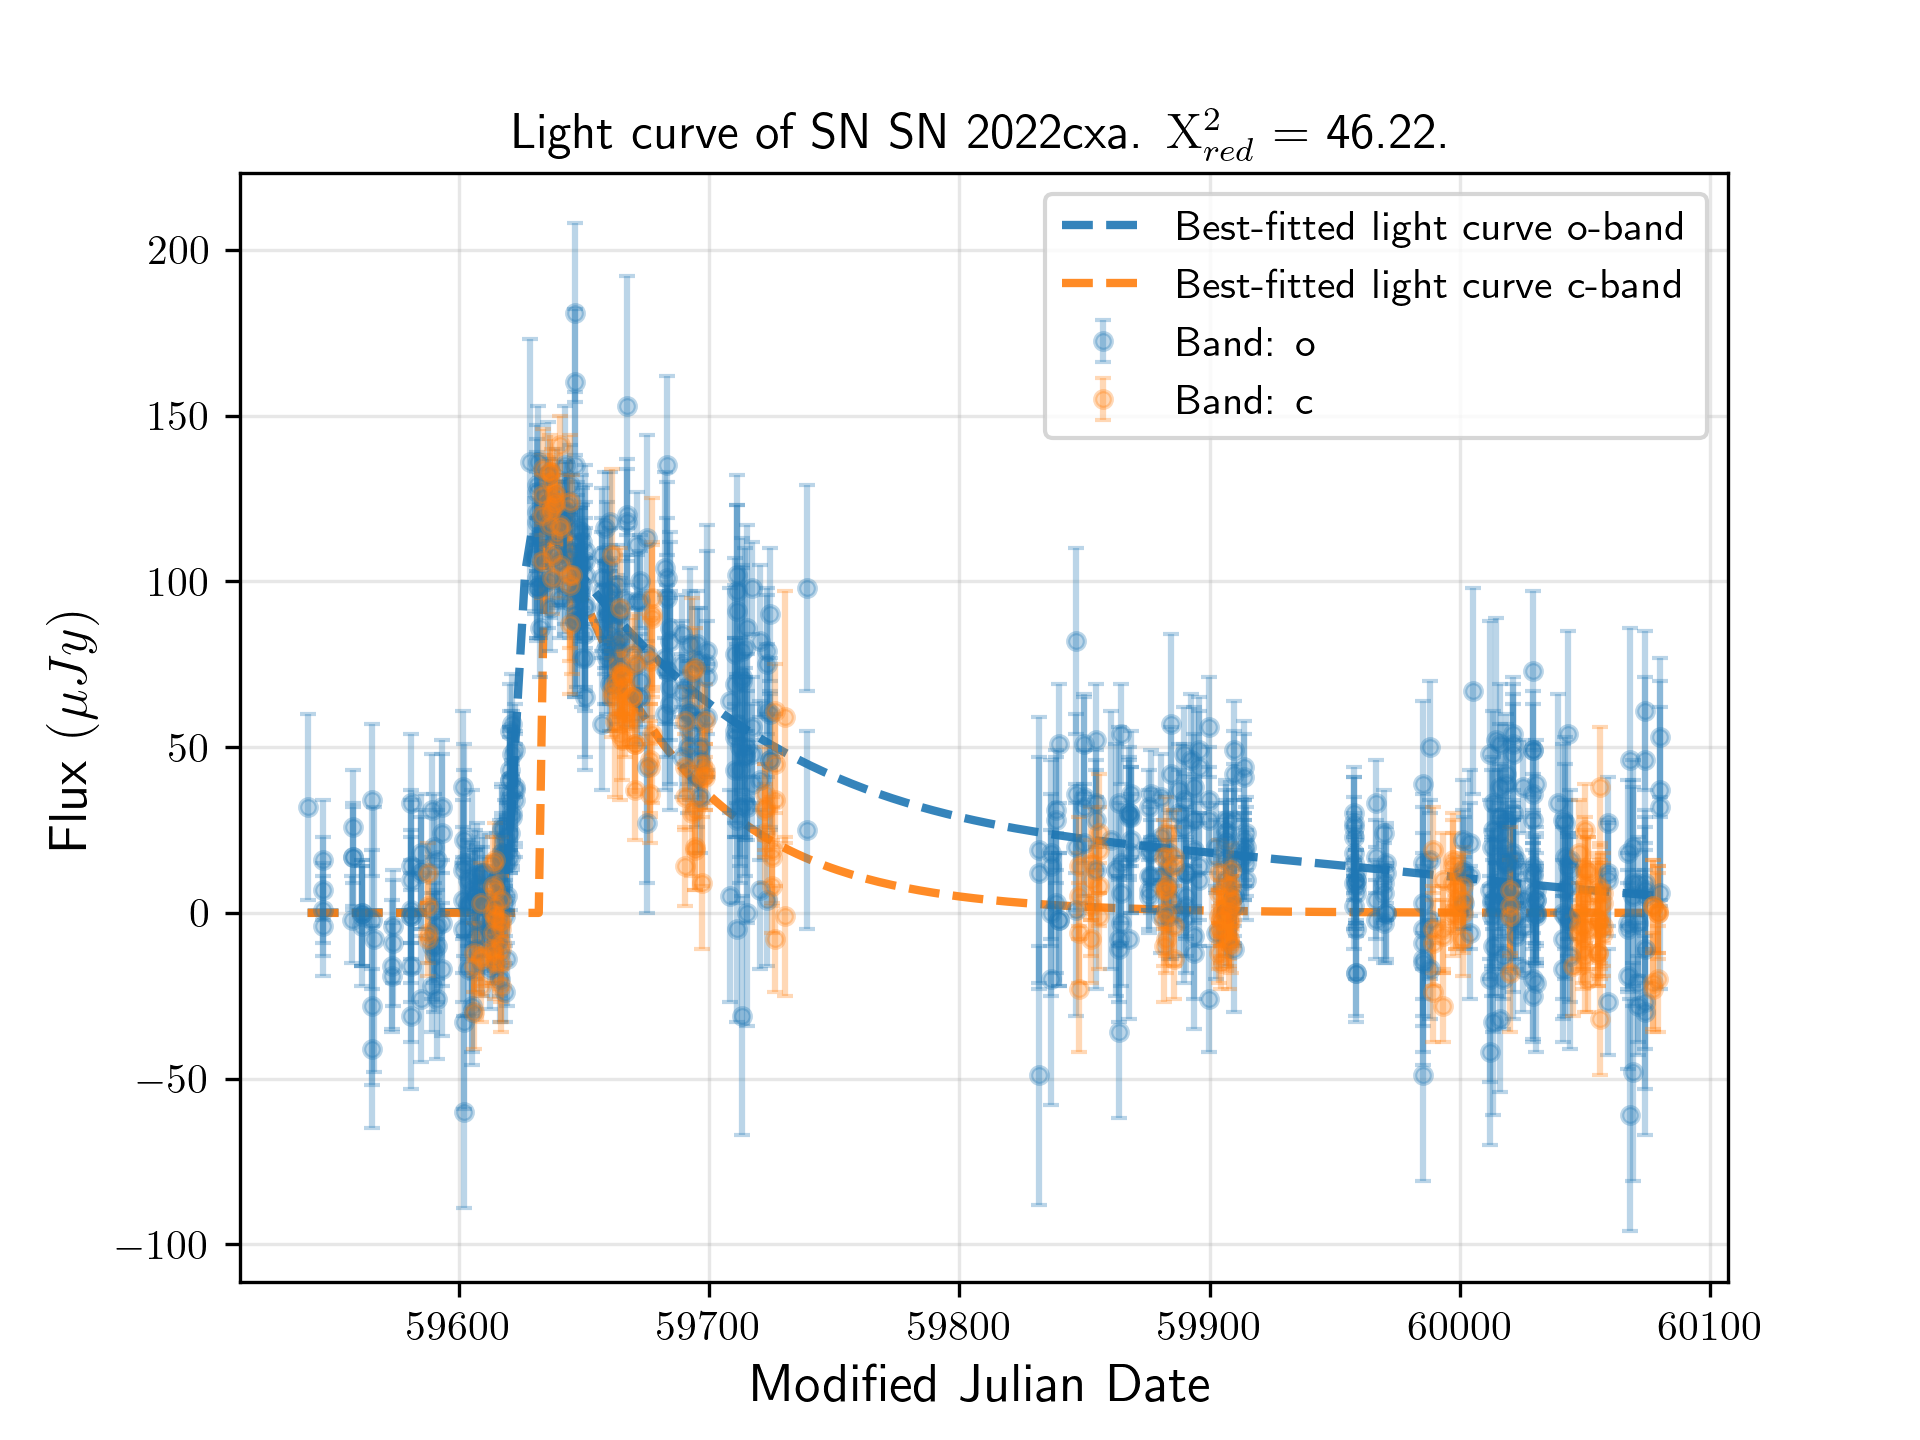 Light curve of SN SN 2022cxa. X²_red = 46.22.
Best-fitted light curve o-band
Best-fitted light curve c-band
Band: o
Band: c
Flux (μJy)
200
150
100
50
0
−50
−100
59600 59700 59800 59900 60000 60100
Modified Julian Date